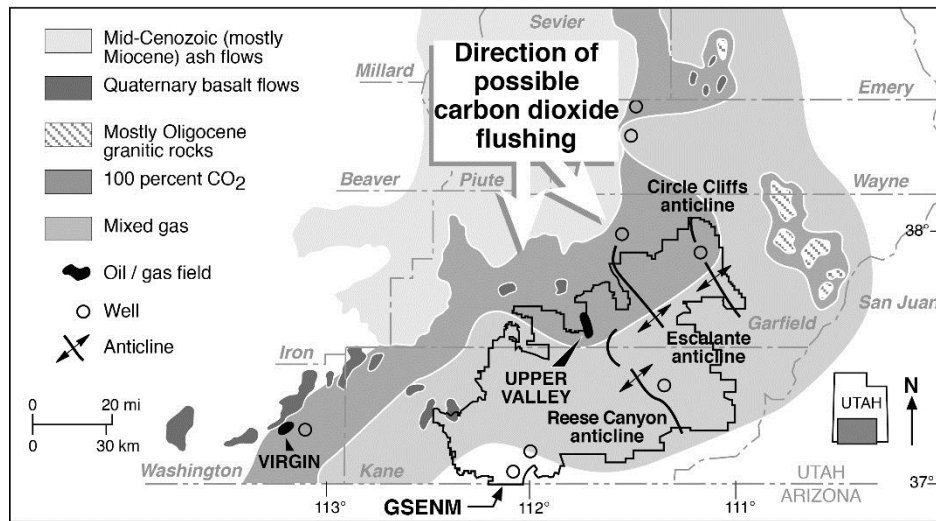 Mid-Cenozoic (mostly
Miocene) ash flows
Quaternary basalt flows
Mostly Oligocene
granitic rocks
100 percent CO2
Mixed gas
Oil / gas field
Well
Anticline
0 20 mi
0 30 km
Sevier
Millard
Direction of
possible
carbon dioxide
flushing
Emery
Beaver
Piute
Wayne
Circle Cliffs
anticline
38°
San Juan
Garfield
Escalante
anticline
Iron
UPPER
VALLEY
Reese Canyon
anticline
UTAH
N
VIRGIN
Washington
Kane
GSENM
UTAH
ARIZONA
37°
113°
112°
111°